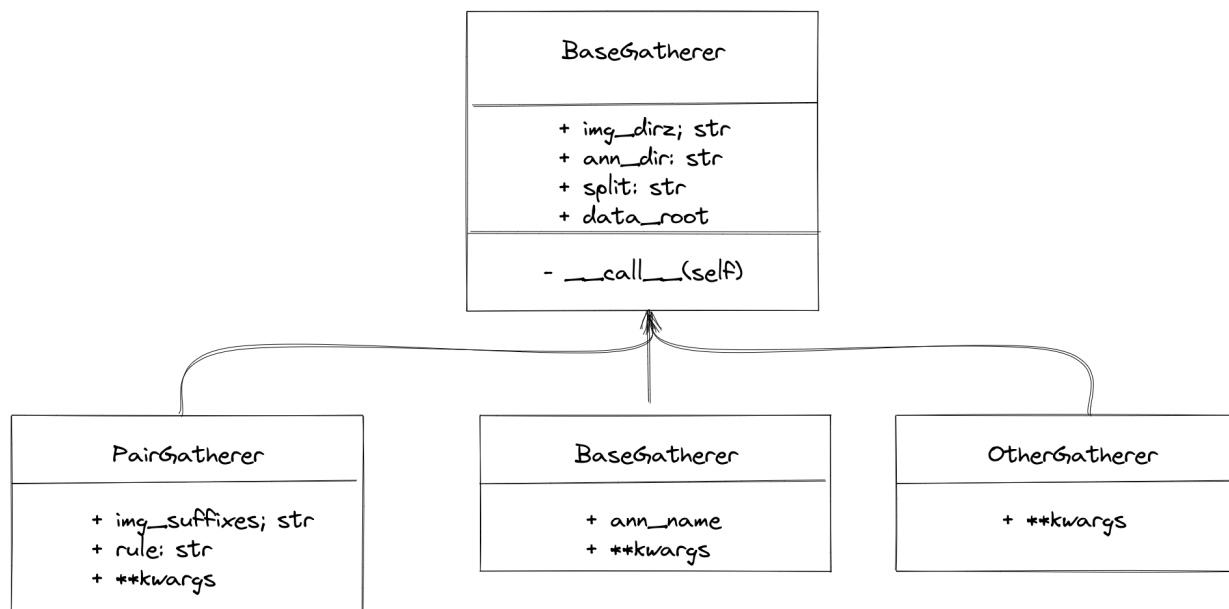 BaseGatherer
+ img_dirz; str
+ ann_dir: str
+ split: str
+ data_root
- __call__(self)
PairGatherer
+ img_suffixes; str
+ rule: str
+ **kwargs
BaseGatherer
+ ann_name
+ **kwargs
OtherGatherer
+ **kwargs